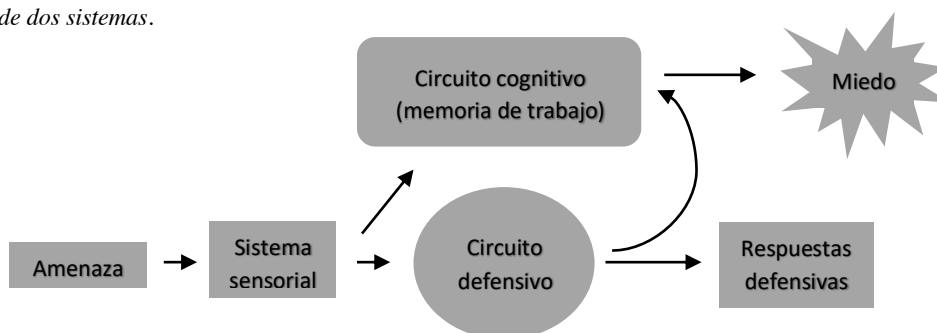 de dos sistemas.
Circuito cognitivo
(memoria de trabajo)
Miedo
Amenaza
Sistema
sensorial
Circuito
defensivo
Respuestas
defensivas